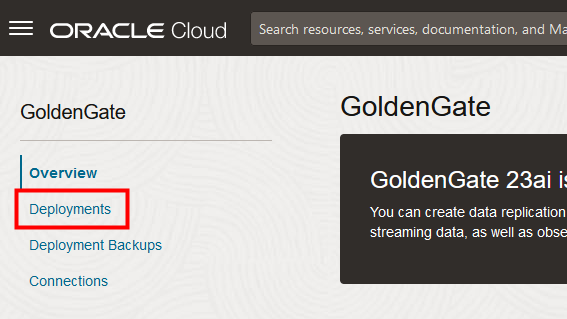 ORACLE Cloud
Search resources, services, documentation, and Ma
GoldenGate
Overview
Deployments
Deployment Backups
Connections
GoldenGate
GoldenGate 23ai is
You can create data replication
streaming data, as well as obse